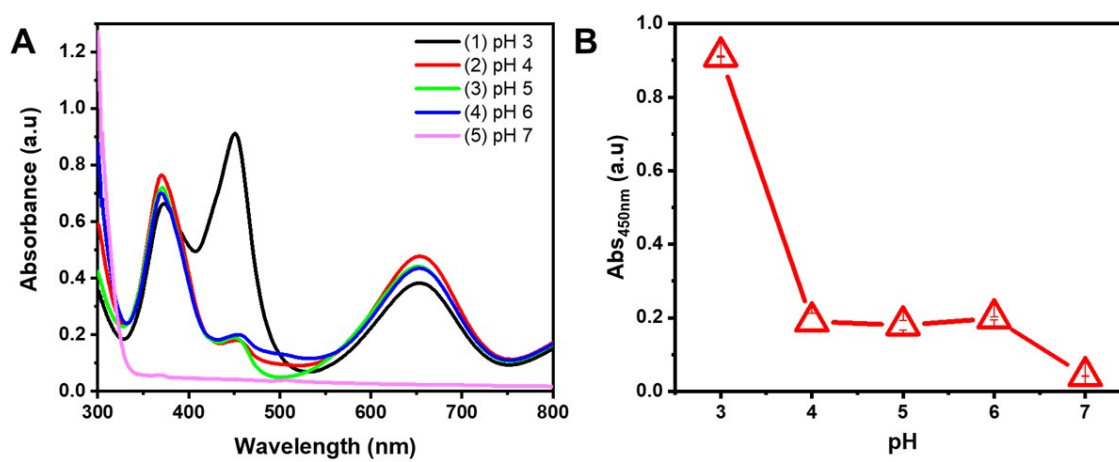 A
Absorbance (a.u)
1.2
1.0
0.8
0.6
0.4
0.2
0.0
(1) pH 3
(2) pH 4
(3) pH 5
(4) pH 6
(5) pH 7
300 400 500 600 700 800
Wavelength (nm)
B
Abs450nm (a.u)
1.0
0.8
0.6
0.4
0.2
0.0
3 4 5 6 7
pH